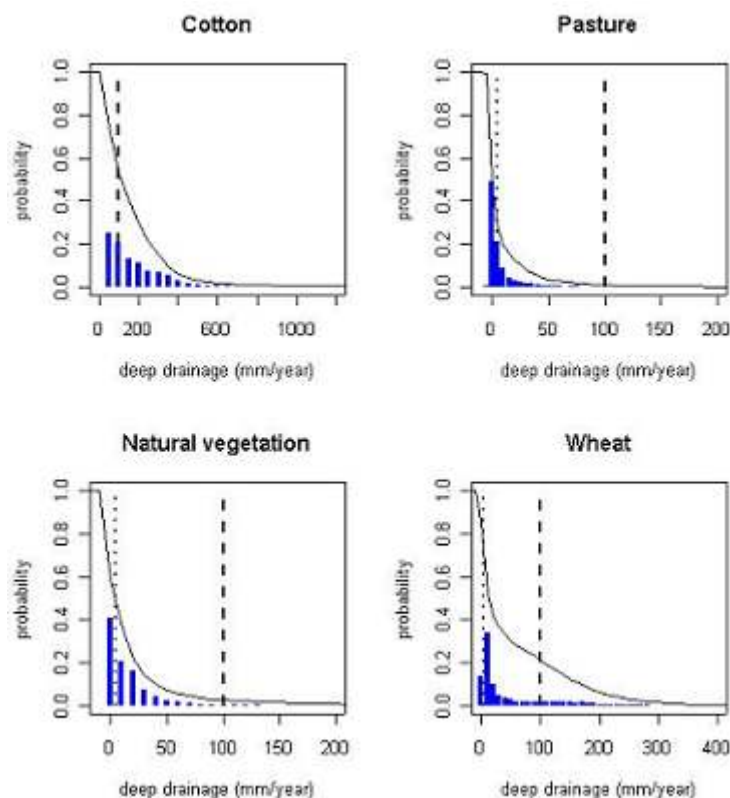 Cotton
probability
0.0 0.2 0.4 0.6 0.8 1.0
0 200 600 1000
deep drainage (mm/year)
Pasture
probability
0.0 0.2 0.4 0.6 0.8 1.0
0 50 100 150 200
deep drainage (mm/year)
Natural vegetation
probability
0.0 0.2 0.4 0.6 0.8 1.0
0 50 100 150 200
deep drainage (mm/year)
Wheat
probability
0.0 0.2 0.4 0.6 0.8 1.0
0 100 200 300 400
deep drainage (mm/year)